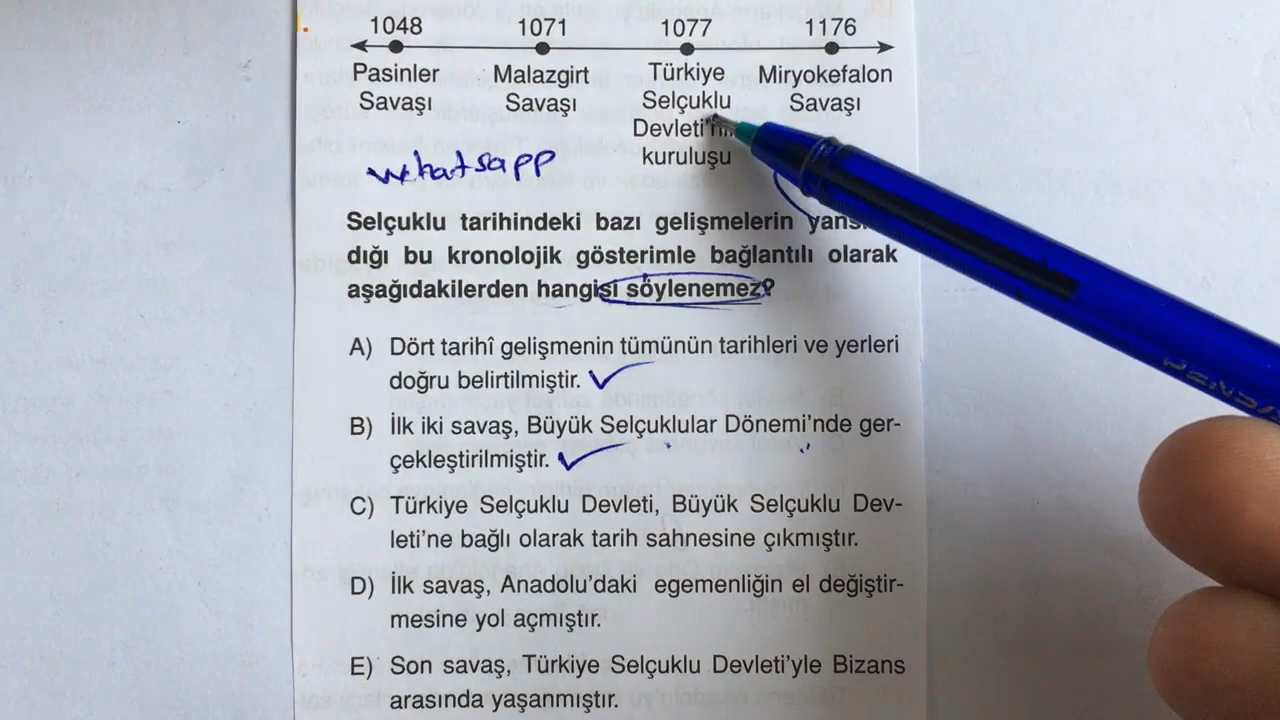 1048 1071 1077 1176
Pasinler Malazgirt Türkiye Miryokefalon
Savaşı Savaşı Selçuklu Savaşı
kuruluşu
whatsapp
Selçuklu tarihindeki bazı gelişmelerin
dığı bu kronolojik gösterimle bağlantılı olarak
aşağıdakilerden hangisi söylenemez?
A) Dört tarihî gelişmenin tümünün tarihleri ve yerleri
doğru belirtilmiştir.
B) İlk iki savaş, Büyük Selçuklular Dönemi'nde ger-
çekleştirilmiştir.
C) Türkiye Selçuklu Devleti, Büyük Selçuklu Dev-
leti'ne bağlı olarak tarih sahnesine çıkmıştır.
D) İlk savaş, Anadolu'daki egemenliğin el değiştir-
mesine yol açmıştır.
E) Son savaş, Türkiye Selçuklu Devleti'yle Bizans
arasında yaşanmıştır.